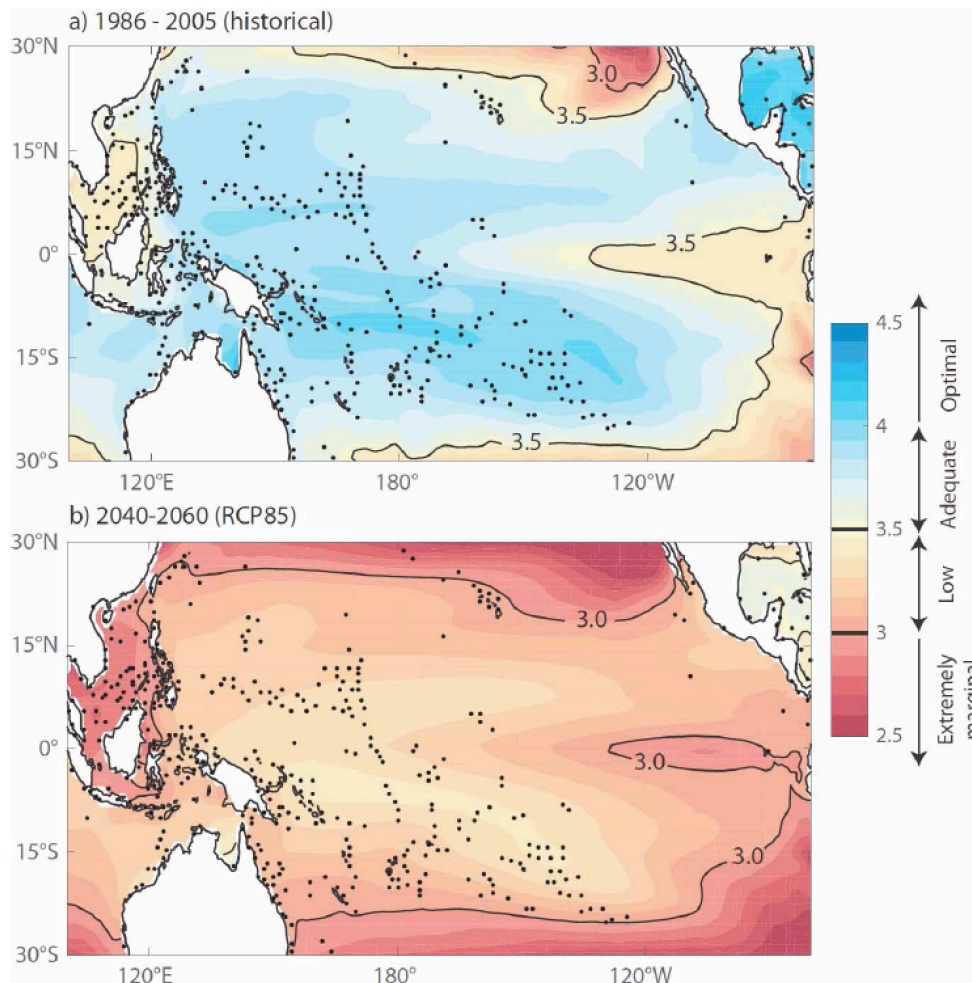 a) 1986 - 2005 (historical)
30°N
3.0
3.5
15°N
3.5
0°
15°S
3.5
30°S
120°E 180° 120°W
b) 2040-2060 (RCP85)
30°N
3.0
15°N
0°
3.0
15°S
3.0
30°S
120°E 180° 120°W
4.5
4
3.5
3
2.5
Optimal
Adequate
Low
Extremely
marginal